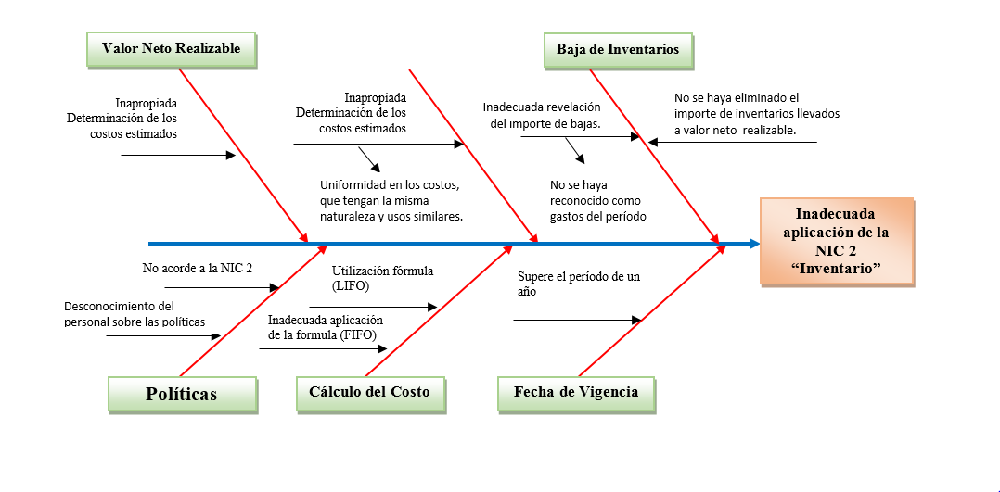 Valor Neto Realizable
Baja de Inventarios
Inapropiada
Determinación de los
costos estimados
Inapropiada
Determinación de los
costos estimados
Inadecuada revelación
del importe de bajas.
No se haya eliminado el
importe de inventarios llevados
a valor neto realizable.
Uniformidad en los costos,
que tengan la misma
naturaleza y usos similares.
No se haya
reconocido como
gastos del período
Inadecuada
aplicación de la
NIC 2
“Inventario”
No acorde a la NIC 2
Desconocimiento del
personal sobre las políticas
Utilización fórmula
(LIFO)
Inadecuada aplicación
de la formula (FIFO)
Supere el período de un
año
Políticas
Cálculo del Costo
Fecha de Vigencia